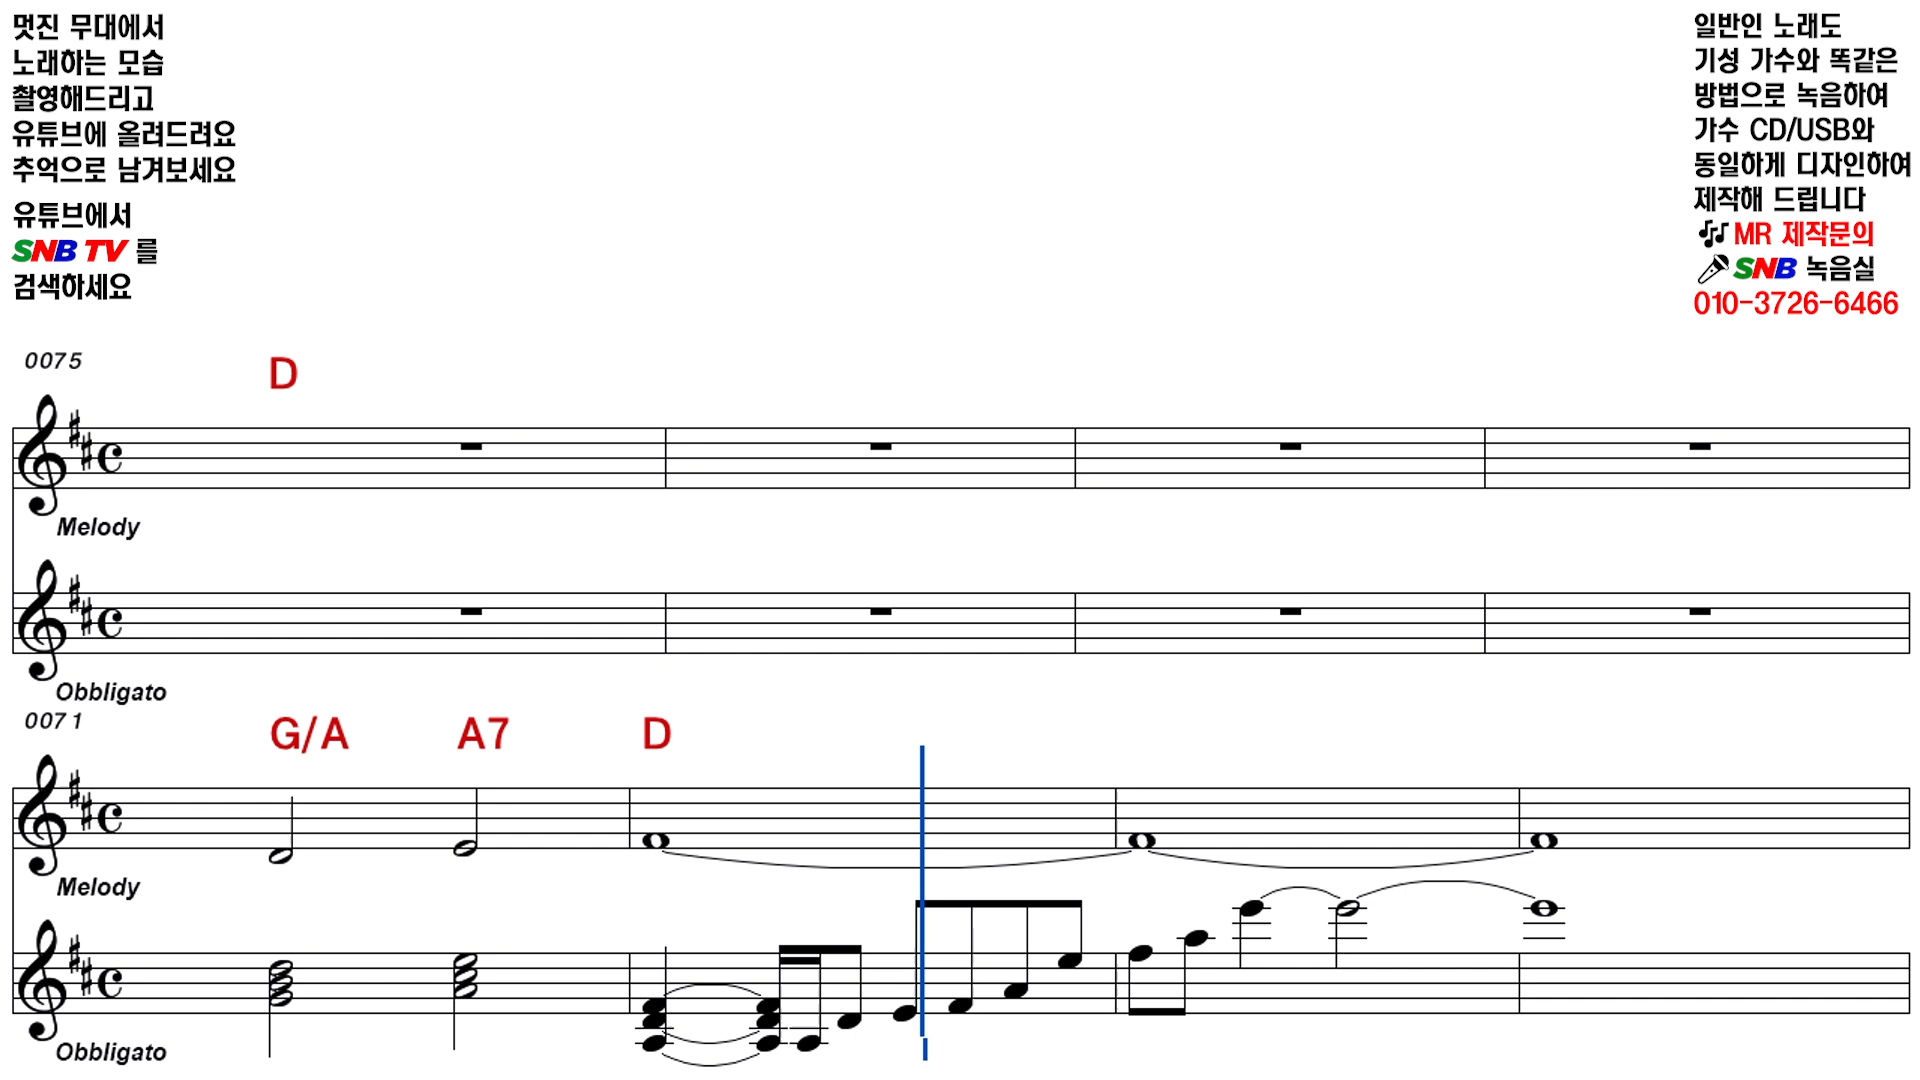 멋진 무대에서
노래하는 모습
촬영해드리고
유튜브에 올려드려요
추억으로 남겨보세요
유튜브에서
SNB TV 를
검색하세요
일반인 노래도
기성 가수와 똑같은
방법으로 녹음하여
가수 CD/USB와
동일하게 디자인하여
제작해 드립니다
MR 제작문의
SNB 녹음실
010-3726-6466
0075
D
Melody
Obbligato
0071
G/A A7 D
Melody
Obbligato